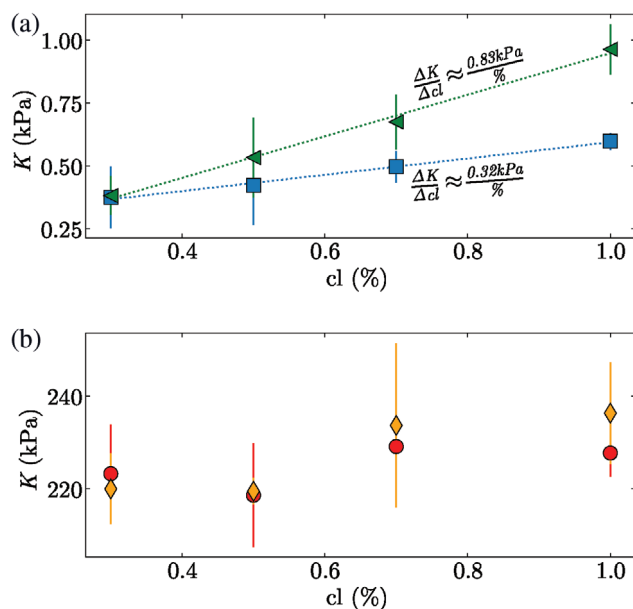 (a)
1.00
0.75
0.50
0.25
K (kPa)
ΔK/Δcl ≈ 0.83kPa/%
ΔK/Δcl ≈ 0.32kPa/%
0.4 0.6 0.8 1.0
cl (%)
(b)
240
220
K (kPa)
0.4 0.6 0.8 1.0
cl (%)